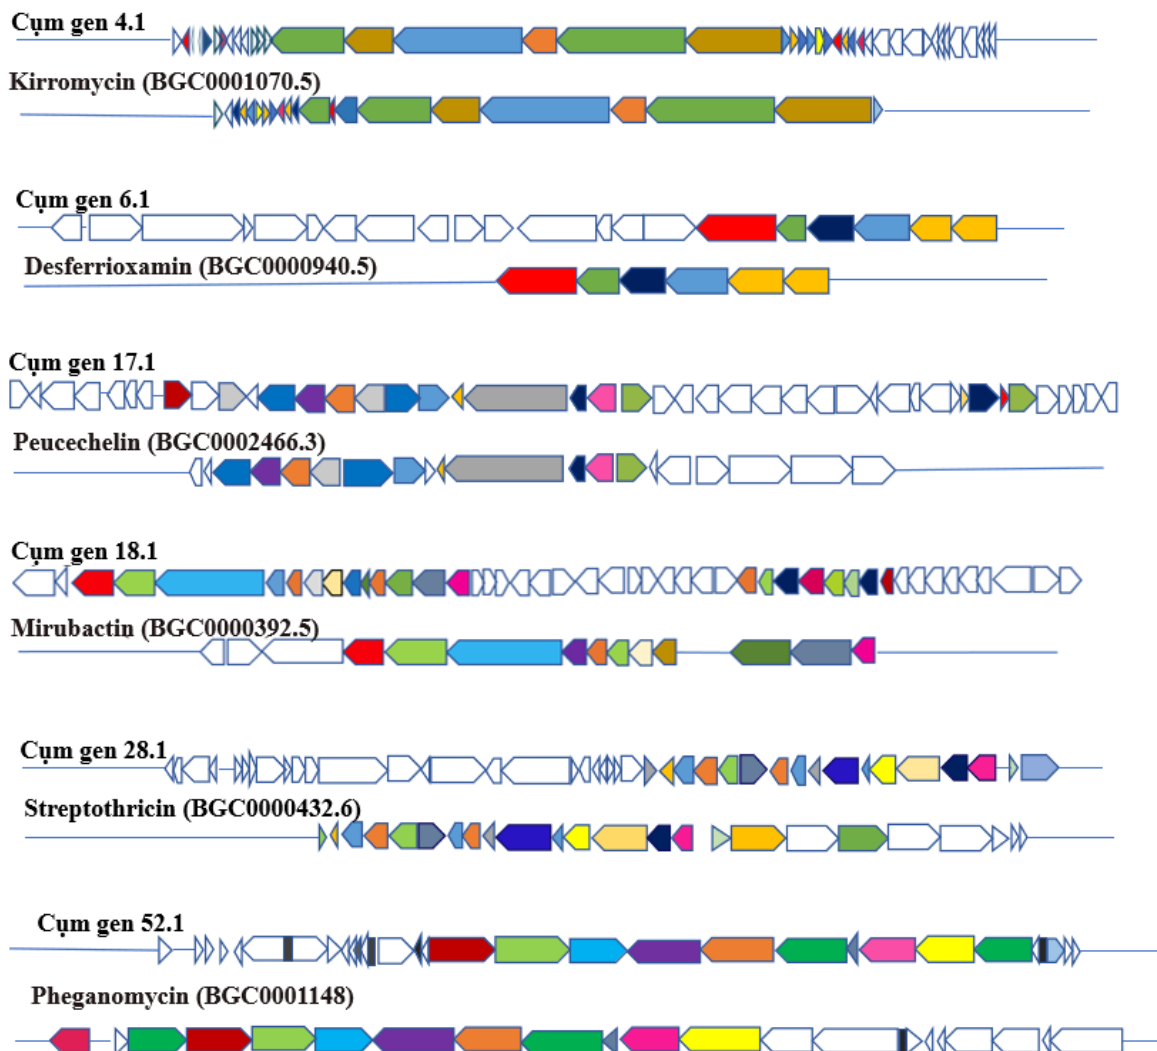 Cụm gen 4.1
Kirromycin (BGC0001070.5)
Cụm gen 6.1
Desferrioxamin (BGC0000940.5)
Cụm gen 17.1
Peucechelin (BGC0002466.3)
Cụm gen 18.1
Mirubactin (BGC0000392.5)
Cụm gen 28.1
Streptothricin (BGC0000432.6)
Cụm gen 52.1
Pheganomycin (BGC0001148)